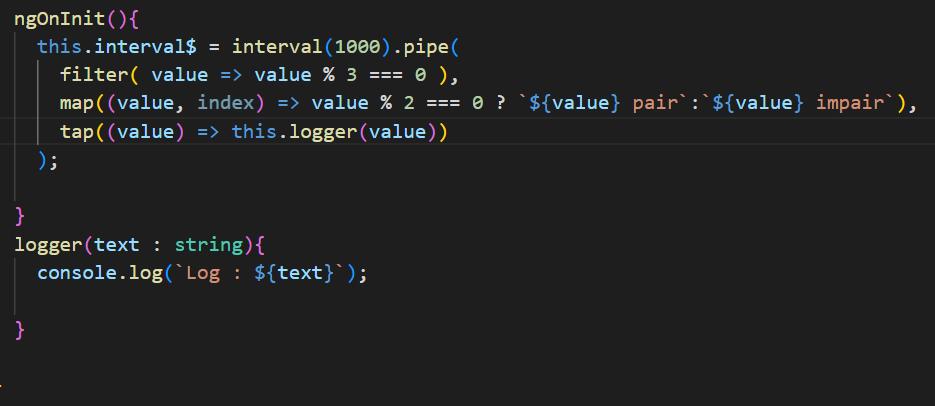 ngOnInit(){
this.interval$ = interval(1000).pipe(
filter( value => value % 3 === 0 ),
map((value, index) => value % 2 === 0 ? `${value} pair`:`${value} impair`),
tap((value) => this.logger(value))
);
}
logger(text : string){
console.log(`Log : ${text}`);
}